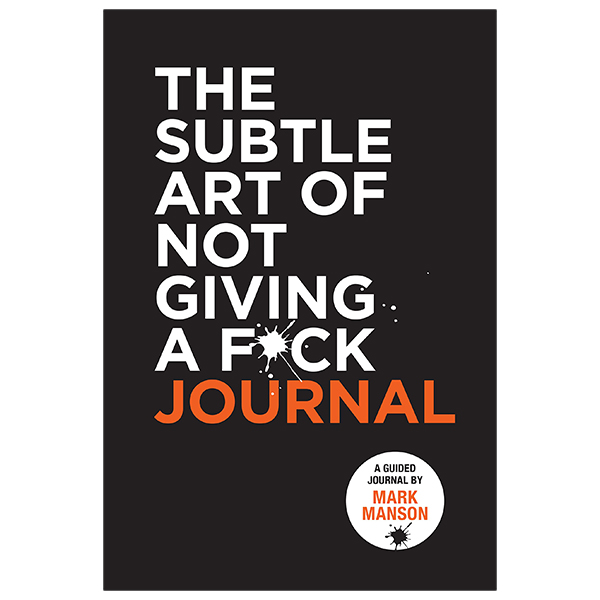 THE
SUBTLE
ART OF
NOT
GIVING
A F*CK
JOURNAL
A GUIDED
JOURNAL BY
MARK
MANSON